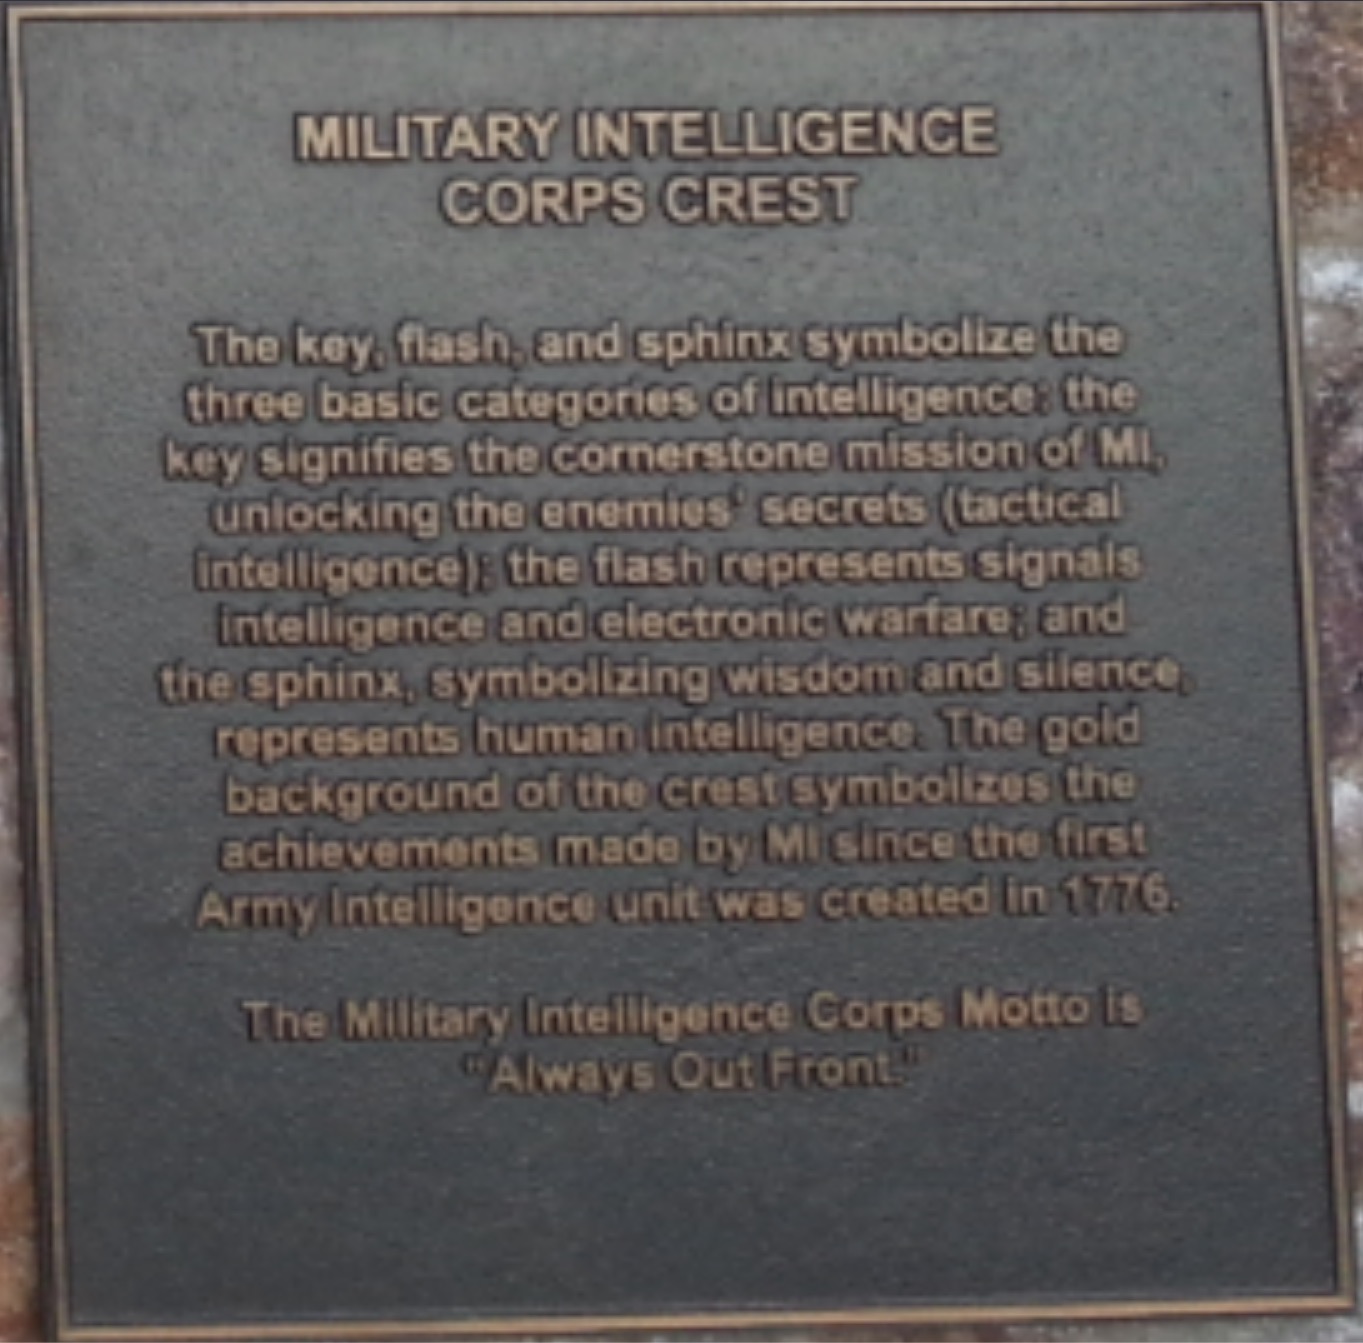 MILITARY INTELLIGENCE
CORPS CREST
The key, flash, and sphinx symbolize the
three basic categories of intelligence: the
key signifies the cornerstone mission of MI,
unlocking the enemies' secrets (tactical
intelligence); the flash represents signals
intelligence and electronic warfare; and
the sphinx, symbolizing wisdom and silence,
represents human intelligence. The gold
background of the crest symbolizes the
achievements made by MI since the first
Army Intelligence unit was created in 1776.
The Military Intelligence Corps Motto is
"Always Out Front."